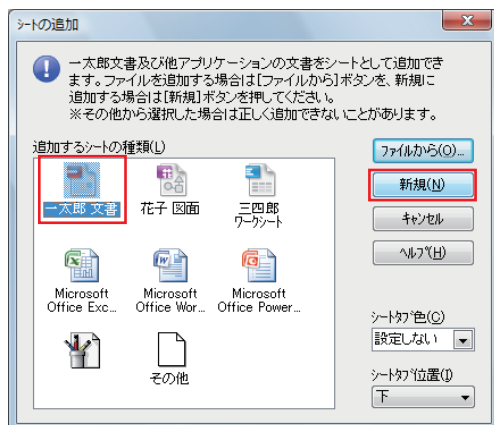 シートの追加
一太郎文書及び他アプリケーションの文書をシートとして追加でき
ます。ファイルを追加する場合は[ファイルから]ボタンを、新規に
追加する場合は[新規]ボタンを押してください。
※その他から選択した場合は正しく追加できないことがあります。
追加するシートの種類(L)
ファイルから(O)...
新規(N)
キャンセル
ヘルプ(H)
一太郎 文書
花子 図面
三四郎
ワークシート
Microsoft
Office Exc...
Microsoft
Office Wor...
Microsoft
Office Power...
その他
シートタブ色(C)
設定しない
シートタブ位置(I)
下